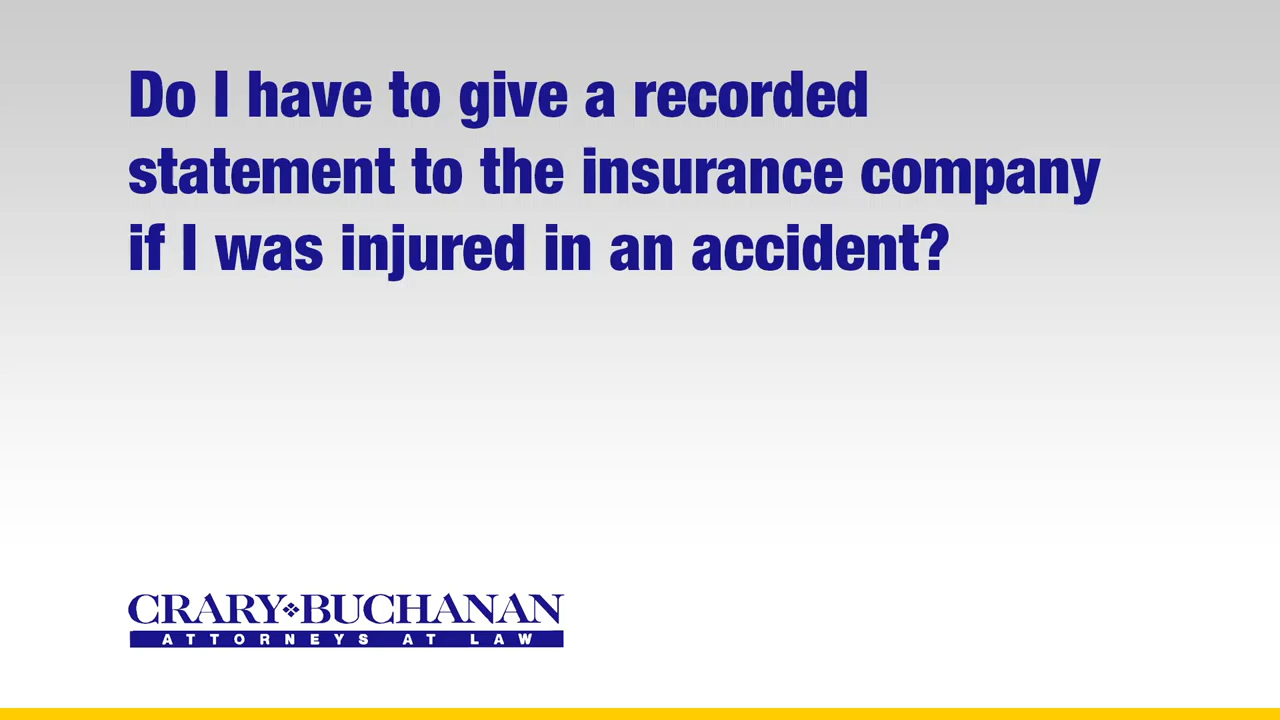 Do I have to give a recorded
statement to the insurance company
if I was injured in an accident?
CRARY BUCHANAN
ATTORNEYS AT LAW